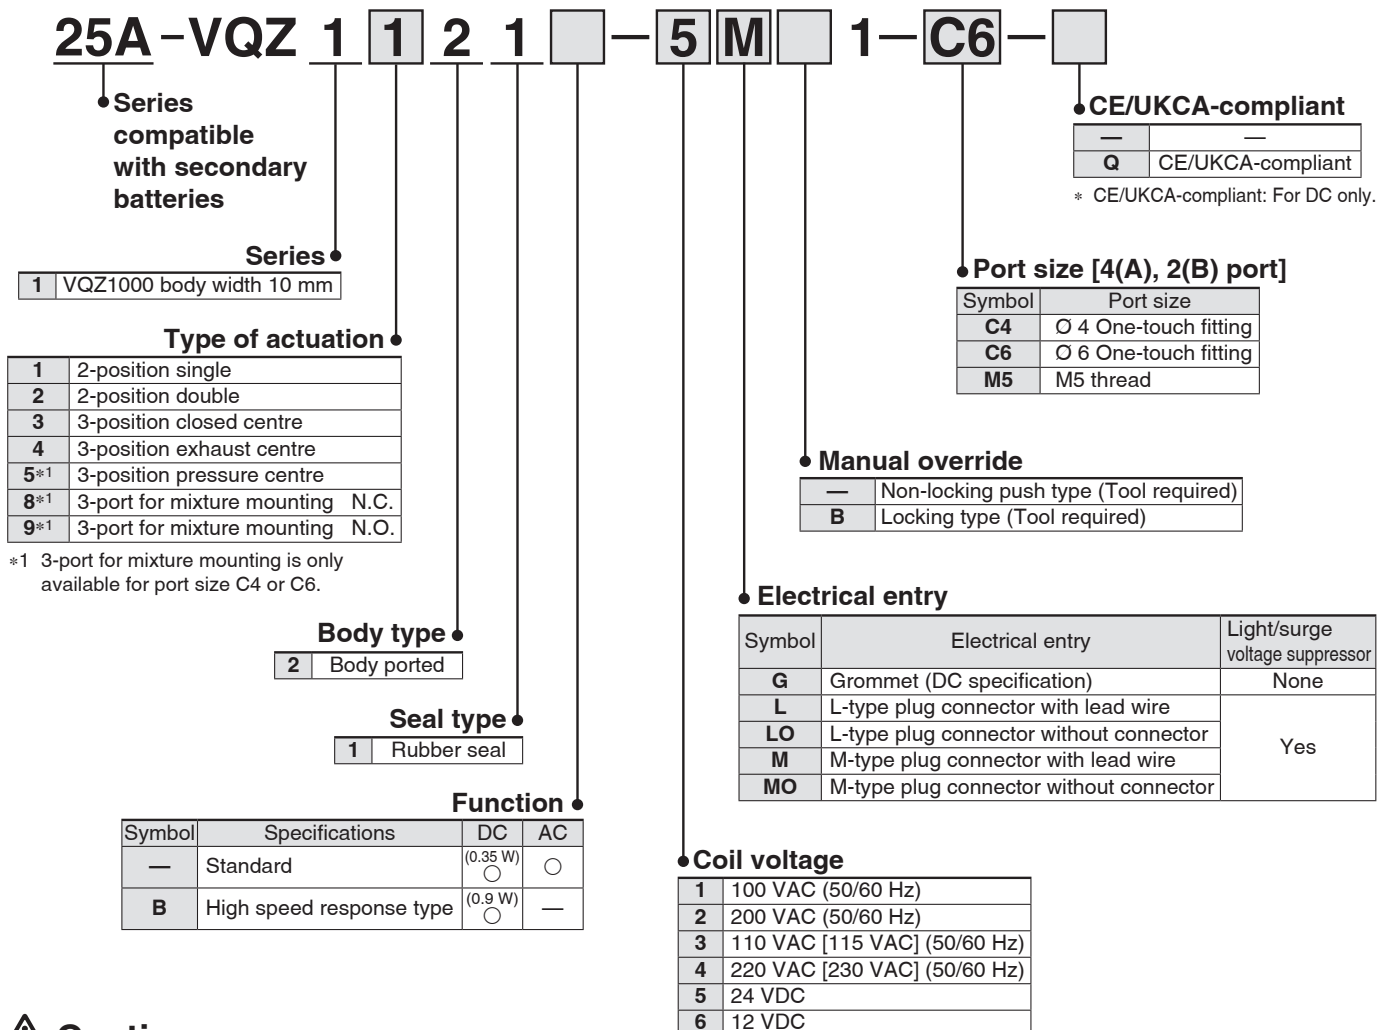 25A-VQZ 1 1 2 1 □ — 5 M □ 1 — C6 — □
Series
compatible
with secondary
batteries
CE/UKCA-compliant
— —
Q CE/UKCA-compliant
* CE/UKCA-compliant: For DC only.
Series
1 VQZ1000 body width 10 mm
Port size [4(A), 2(B) port]
Symbol Port size
C4 Ø 4 One-touch fitting
C6 Ø 6 One-touch fitting
M5 M5 thread
Type of actuation
1 2-position single
2 2-position double
3 3-position closed centre
4 3-position exhaust centre
5*1 3-position pressure centre
8*1 3-port for mixture mounting N.C.
9*1 3-port for mixture mounting N.O.
*1 3-port for mixture mounting is only
available for port size C4 or C6.
Manual override
— Non-locking push type (Tool required)
B Locking type (Tool required)
Body type
2 Body ported
Electrical entry
Symbol Electrical entry Light/surge
voltage suppressor
G Grommet (DC specification) None
L L-type plug connector with lead wire
LO L-type plug connector without connector
M M-type plug connector with lead wire
MO M-type plug connector without connector
Yes
Seal type
1 Rubber seal
Function
Symbol Specifications DC AC
— Standard (0.35 W) ○ ○
B High speed response type (0.9 W) ○ —
Coil voltage
1 100 VAC (50/60 Hz)
2 200 VAC (50/60 Hz)
3 110 VAC [115 VAC] (50/60 Hz)
4 220 VAC [230 VAC] (50/60 Hz)
5 24 VDC
6 12 VDC